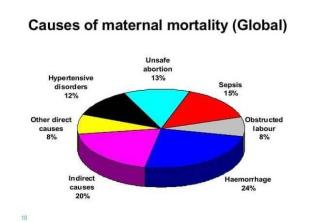 Causes of maternal mortality (Global)
Unsafe
abortion
13%
Sepsis
15%
Obstructed
labour
8%
Haemorrhage
24%
Indirect
causes
20%
Other direct
causes
8%
Hypertensive
disorders
12%